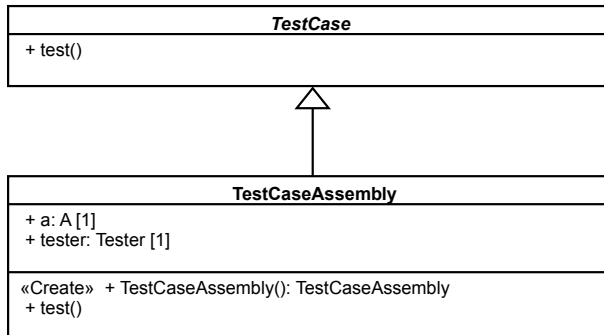 TestCase
+ test()
TestCaseAssembly
+ a: A [1]
+ tester: Tester [1]
«Create» + TestCaseAssembly(): TestCaseAssembly
+ test()